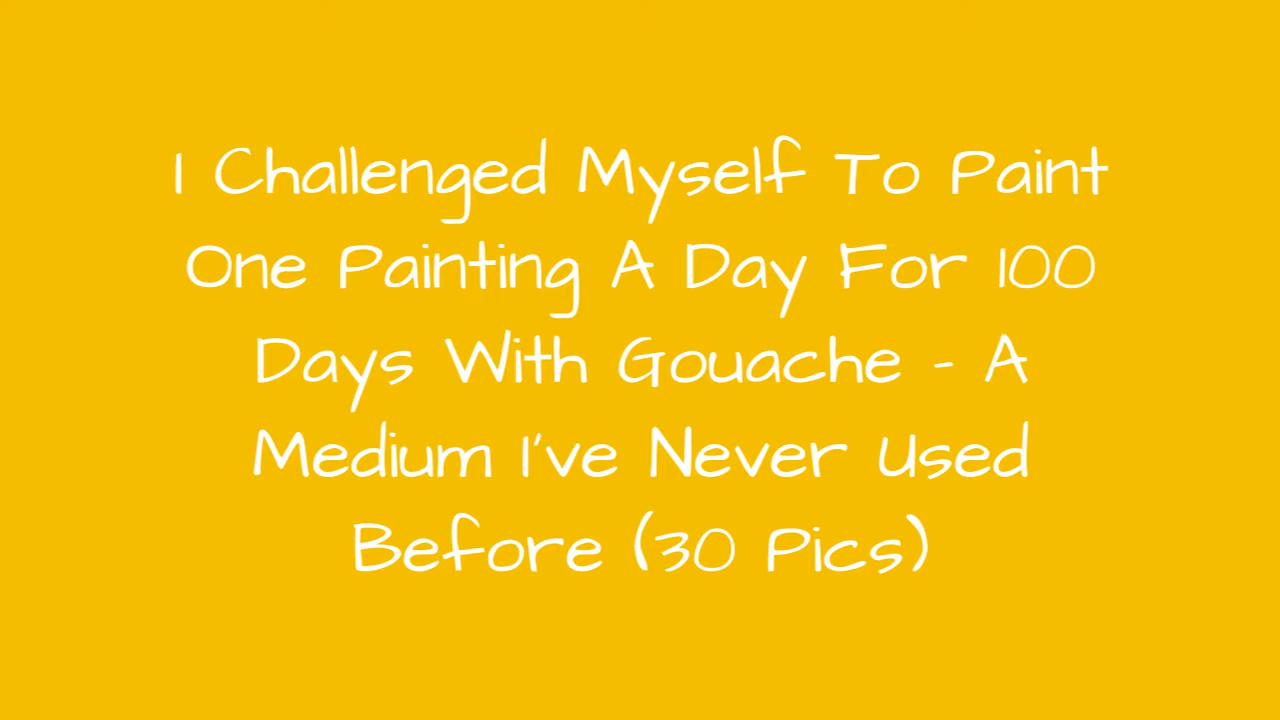 I Challenged Myself To Paint
One Painting A Day For 100
Days With Gouache - A
Medium I've Never Used
Before (30 Pics)